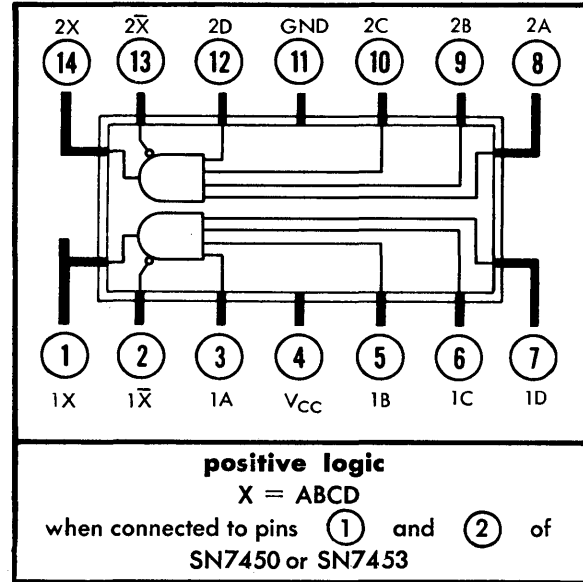 2X 2X̅ 2D GND 2C 2B 2A
14 13 12 11 10 9 8
1 2 3 4 5 6 7
1X 1X̅ 1A VCC 1B 1C 1D
positive logic
X = ABCD
when connected to pins 1 and 2 of
SN7450 or SN7453